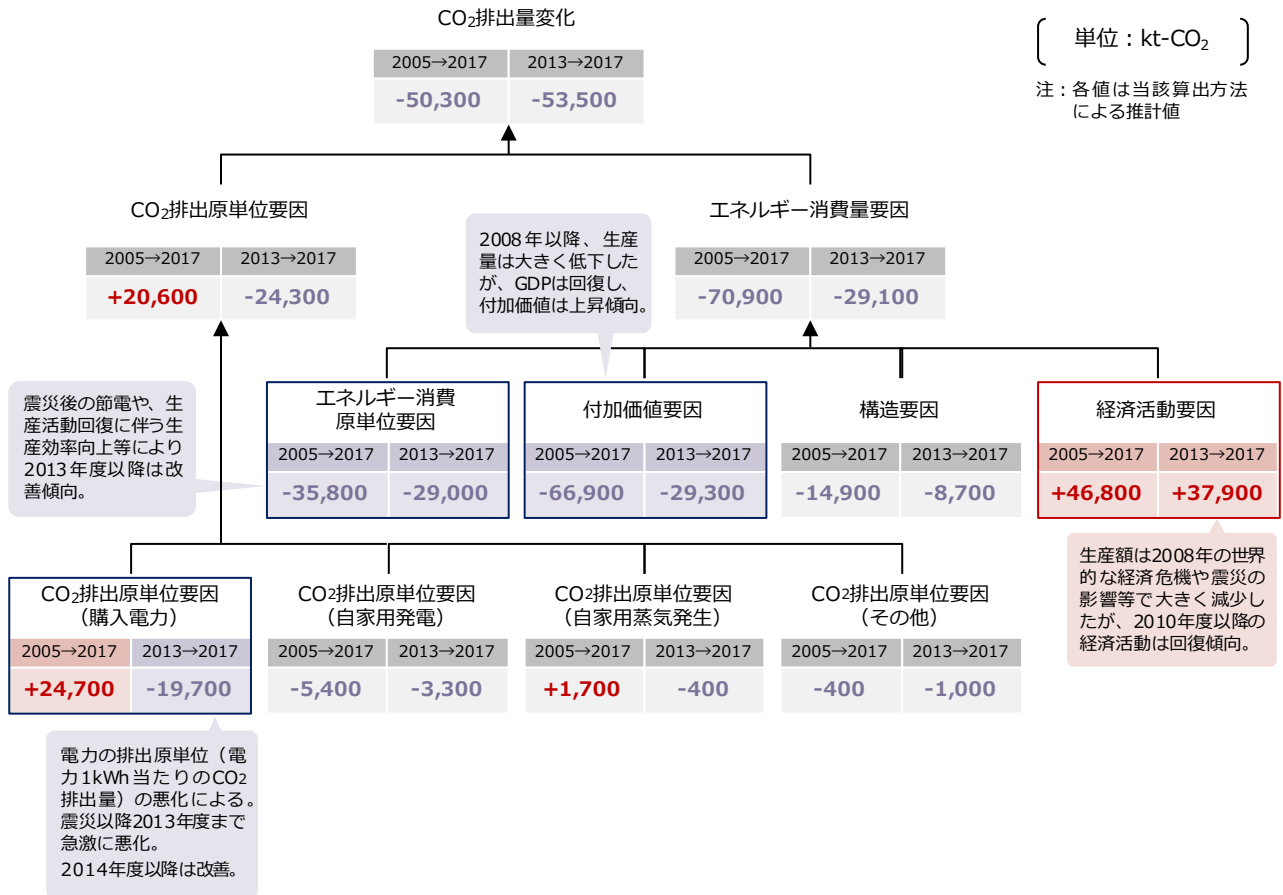 CO₂排出量変化
2005→2017 2013→2017
-50,300 -53,500
単位：kt-CO₂
注：各値は当該算出方法
による推計値
CO₂排出原単位要因
2005→2017 2013→2017
+20,600 -24,300
2008年以降、生産
量は大きく低下した
が、GDPは回復し、
付加価値は上昇傾向。
エネルギー消費量要因
2005→2017 2013→2017
-70,900 -29,100
震災後の節電や、生
産活動回復に伴う生
産効率向上等により
2013年度以降は改
善傾向。
エネルギー消費
原単位要因
2005→2017 2013→2017
-35,800 -29,000
付加価値要因
2005→2017 2013→2017
-66,900 -29,300
構造要因
2005→2017 2013→2017
-14,900 -8,700
経済活動要因
2005→2017 2013→2017
+46,800 +37,900
生産額は2008年の世界
的な経済危機や震災の
影響等で大きく減少し
たが、2010年度以降の
経済活動は回復傾向。
CO₂排出原単位要因
（購入電力）
2005→2017 2013→2017
+24,700 -19,700
CO²排出原単位要因
（自家用発電）
2005→2017 2013→2017
-5,400 -3,300
CO²排出原単位要因
（自家用蒸気発生）
2005→2017 2013→2017
+1,700 -400
CO²排出原単位要因
（その他）
2005→2017 2013→2017
-400 -1,000
電力の排出原単位（電
力1kWh当たりのCO₂
排出量）の悪化による。
震災以降2013年度まで
急激に悪化。
2014年度以降は改善。